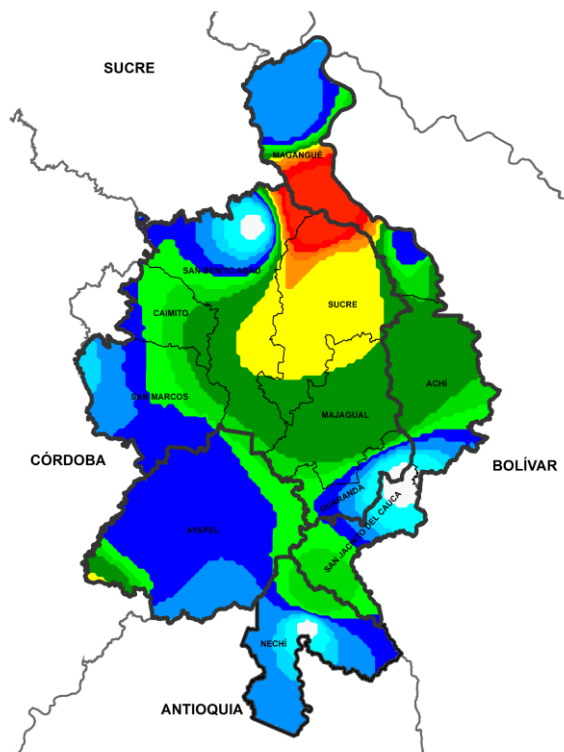 SUCRE
MAGANGUÉ
SAN BENITO ABAD
CAIMITO
SUCRE
ACHÍ
SAN MARCOS
MAJAGUAL
CÓRDOBA
BOLÍVAR
GUARANDA
SAN JACINTO DEL CAUCA
AYAPEL
NECHÍ
ANTIOQUIA